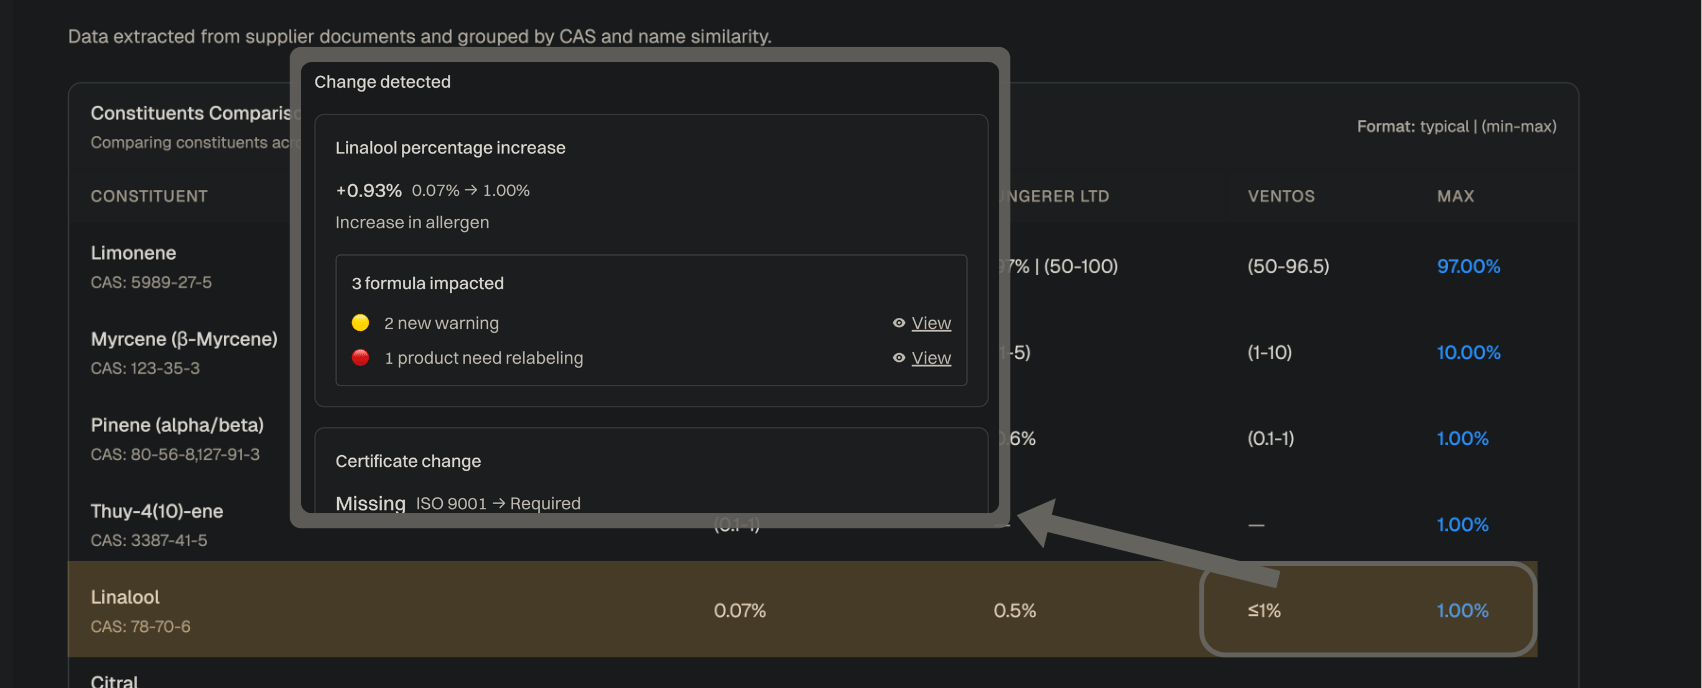 Data extracted from supplier documents and grouped by CAS and name similarity.
Change detected
Constituents Comparis
Comparing constituents acr
Format: typical | (min-max)
Linalool percentage increase
+0.93% 0.07% → 1.00%
Increase in allergen
3 formula impacted
2 new warning View
1 product need relabeling View
Certificate change
Missing ISO 9001 → Required
CONSTITUENT NGERER LTD VENTOS MAX
Limonene
CAS: 5989-27-5
97% | (50-100) (50-96.5) 97.00%
Myrcene (β-Myrcene)
CAS: 123-35-3
1-5) (1-10) 10.00%
Pinene (alpha/beta)
CAS: 80-56-8,127-91-3
0.6% (0.1-1) 1.00%
Thuy-4(10)-ene
CAS: 3387-41-5
(0.1-1) — — 1.00%
Linalool
CAS: 78-70-6
0.07% 0.5% ≤1% 1.00%
Citral